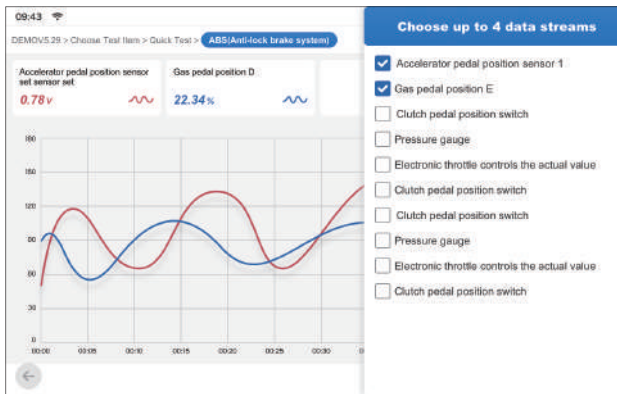 09:43
DEMOV5.29 > Choose Test Item > Quick Test > ABS(Anti-lock brake system)
Accelerator pedal position sensor
set sensor set
0.78 v
Gas pedal position D
22.34 %
180
150
120
90
60
30
0
00:00 00:05 00:10 00:15 00:20 00:25 00:30
Choose up to 4 data streams
Accelerator pedal position sensor 1
Gas pedal position E
Clutch pedal position switch
Pressure gauge
Electronic throttle controls the actual value
Clutch pedal position switch
Clutch pedal position switch
Pressure gauge
Electronic throttle controls the actual value
Clutch pedal position switch